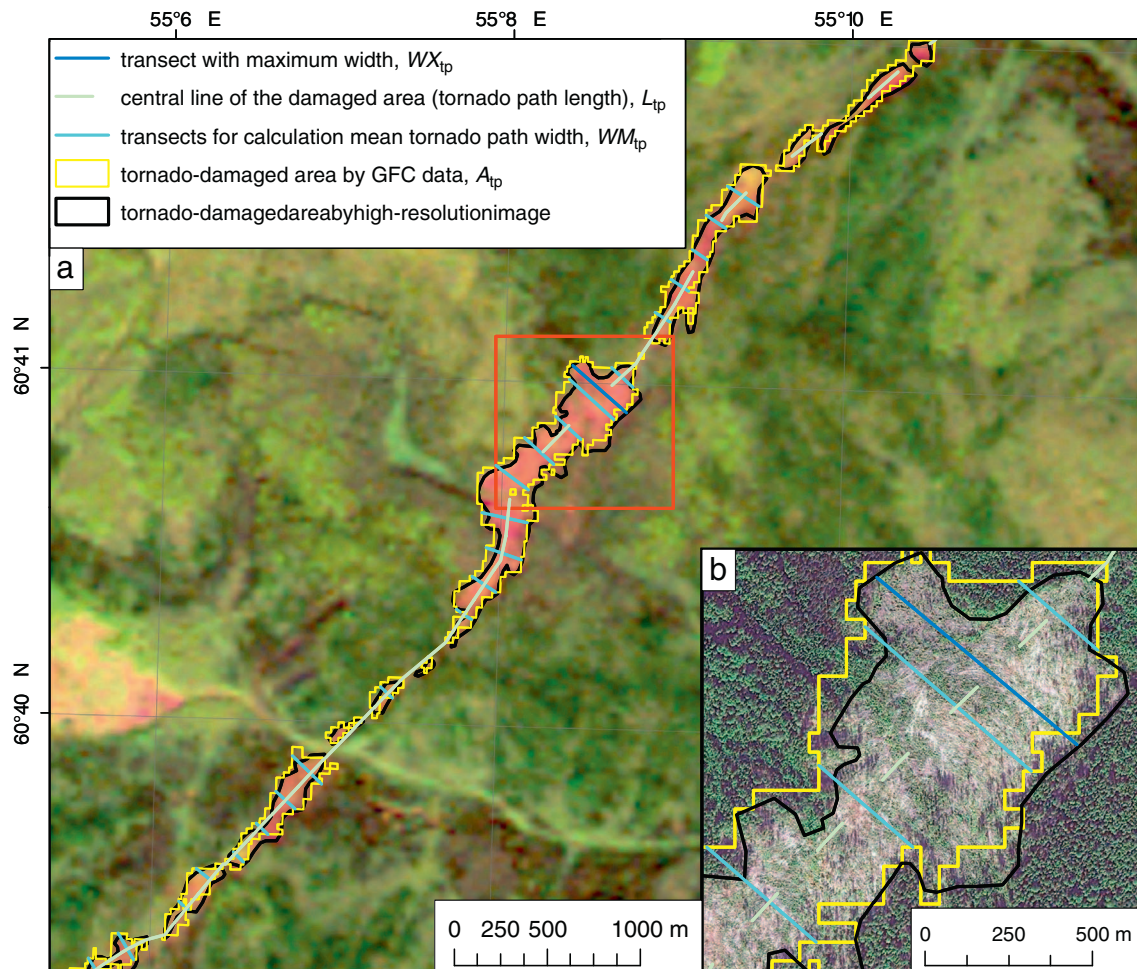 55°6   E
55°8   E
55°10   E
transect with maximum width, WXtp
central line of the damaged area (tornado path length), Ltp
transects for calculation mean tornado path width, WMtp
tornado-damaged area by GFC data, Atp
tornado-damagedareabyhigh-resolutionimage
a
60°41   N
60°40   N
b
0 250 500 1000 m
0 250 500 m